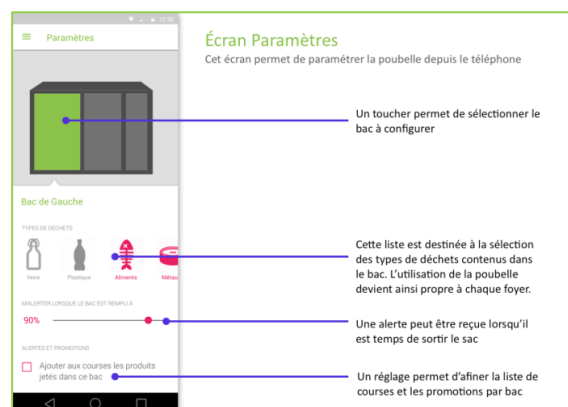 12:30
Paramètres
Écran Paramètres
Cet écran permet de paramétrer la poubelle depuis le téléphone
Un toucher permet de sélectionner le
bac à configurer
Bac de Gauche
TYPES DE DECHETS
Verre
Plastique
Aliments
Métau
Cette liste est destinée à la sélection
des types de déchets contenus dans
le bac. L'utilisation de la poubelle
devient ainsi propre à chaque foyer.
M'ALERTER LORSQUE LE BAC EST REMPLI À
90%
Une alerte peut être reçue lorsqu'il
est temps de sortir le sac
ALERTES ET PROMOTIONS
Ajouter aux courses les produits
jetés dans ce bac
Un réglage permet d'afiner la liste de
courses et les promotions par bac